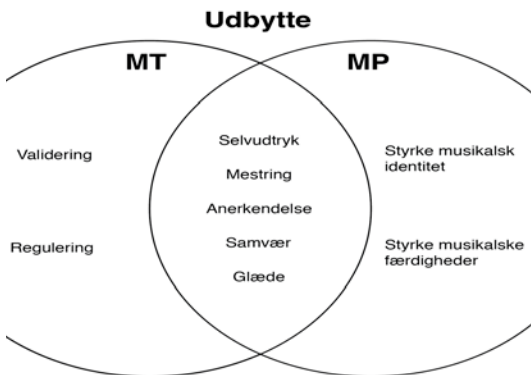 Udbytte
MT
MP
Validering
Regulering
Selvudtryk
Mestring
Anerkendelse
Samvær
Glæde
Styrke musikalsk
identitet
Styrke musikalske
færdigheder